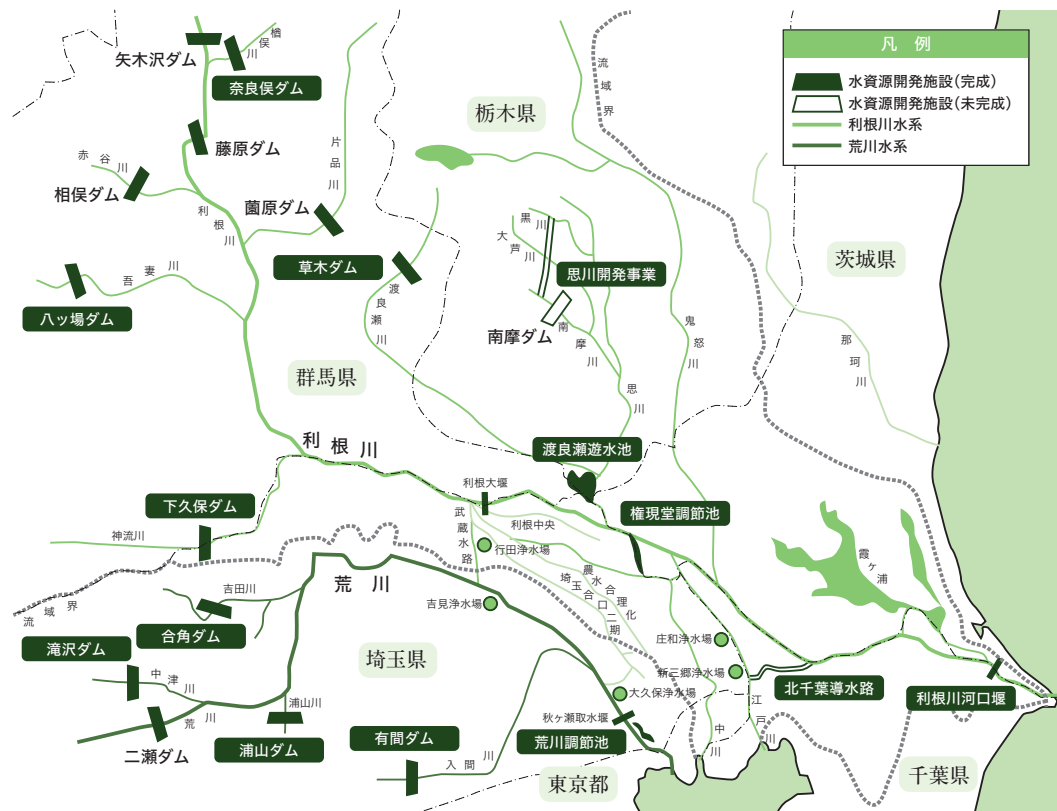 凡例
水資源開発施設(完成)
水資源開発施設(未完成)
利根川水系
荒川水系
矢木沢ダム
楢俣川
奈良俣ダム
藤原ダム
赤谷川
相俣ダム
利根川
薗原ダム
片品川
草木ダム
渡良瀬川
吾妻川
八ッ場ダム
群馬県
栃木県
流域界
黒川
大芦川
思川開発事業
南摩ダム
南摩川
思川
鬼怒川
茨城県
那珂川
利根川
渡良瀬遊水池
利根大堰
権現堂調節池
下久保ダム
神流川
武蔵水路
利根中央
行田浄水場
霞ヶ浦
荒川
吉見浄水場
農水合理化
埼玉合口二期
流域界
吉田川
合角ダム
滝沢ダム
中津川
埼玉県
庄和浄水場
新三郷浄水場
大久保浄水場
北千葉導水路
利根川河口堰
荒川
浦山川
二瀬ダム
浦山ダム
有間ダム
入間川
秋ヶ瀬取水堰
荒川調節池
江戸川
中川
東京都
千葉県